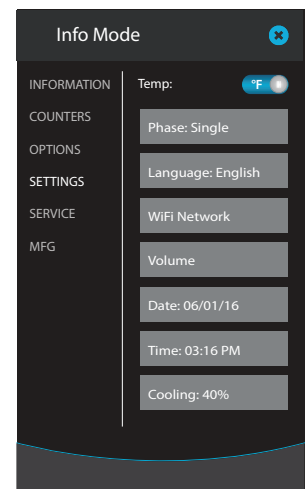 Info Mode
INFORMATION
COUNTERS
OPTIONS
SETTINGS
SERVICE
MFG
Temp:
°F
Phase: Single
Language: English
WiFi Network
Volume
Date: 06/01/16
Time: 03:16 PM
Cooling: 40%